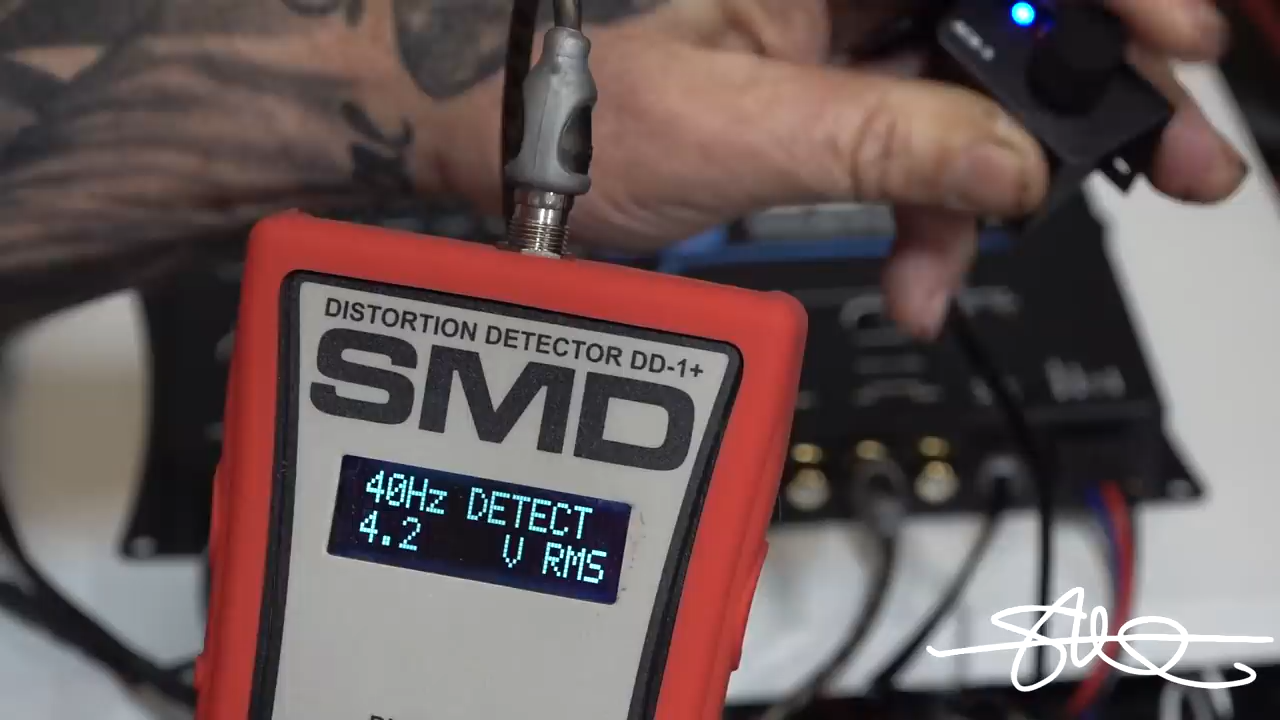 DISTORTION DETECTOR DD-1+
SMD
40Hz DETECT
4.2 V RMS